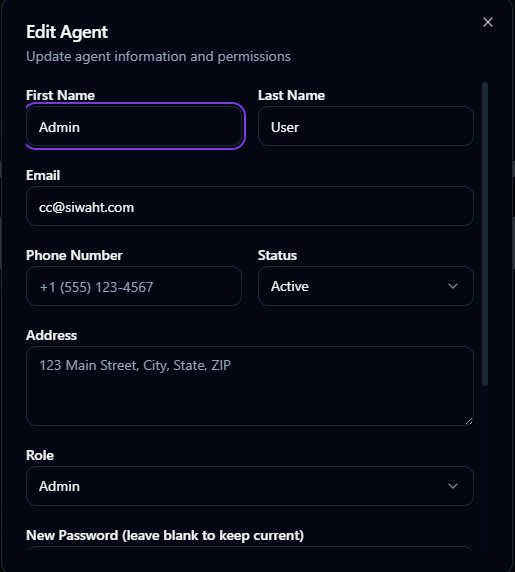 Edit Agent
Update agent information and permissions
First Name
Last Name
Admin
User
Email
cc@siwaht.com
Phone Number
Status
+1 (555) 123-4567
Active
Address
123 Main Street, City, State, ZIP
Role
Admin
New Password (leave blank to keep current)